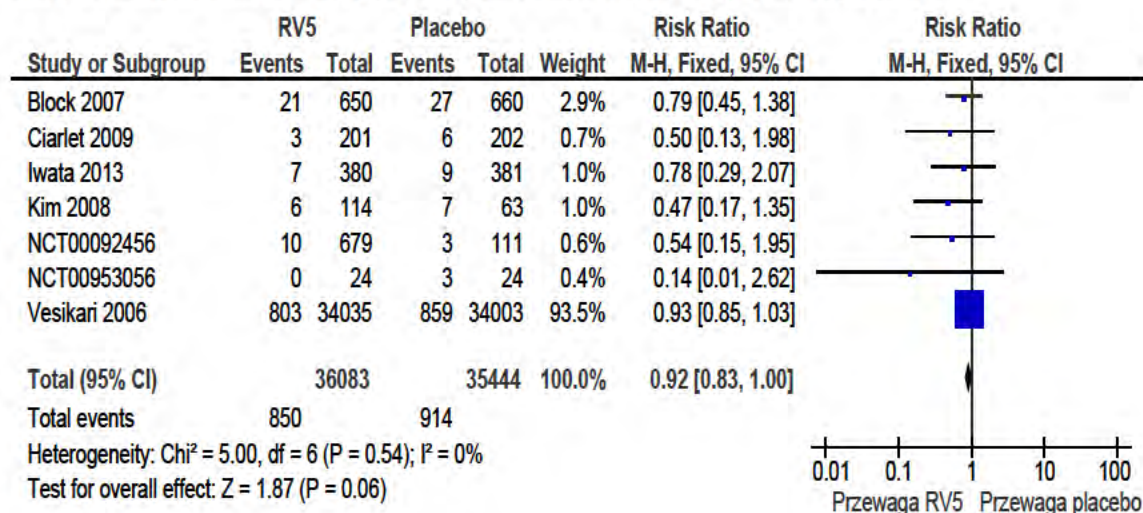 RV5 Placebo Risk Ratio Risk Ratio
Study or Subgroup Events Total Events Total Weight M-H, Fixed, 95% CI M-H, Fixed, 95% CI
Block 2007 21 650 27 660 2.9% 0.79 [0.45, 1.38]
Ciarlet 2009 3 201 6 202 0.7% 0.50 [0.13, 1.98]
Iwata 2013 7 380 9 381 1.0% 0.78 [0.29, 2.07]
Kim 2008 6 114 7 63 1.0% 0.47 [0.17, 1.35]
NCT00092456 10 679 3 111 0.6% 0.54 [0.15, 1.95]
NCT00953056 0 24 3 24 0.4% 0.14 [0.01, 2.62]
Vesikari 2006 803 34035 859 34003 93.5% 0.93 [0.85, 1.03]
Total (95% CI) 36083 35444 100.0% 0.92 [0.83, 1.00]
Total events 850 914
Heterogeneity: Chi² = 5.00, df = 6 (P = 0.54); I² = 0%
Test for overall effect: Z = 1.87 (P = 0.06)
0.01 0.1 1 10 100
Przewaga RV5 Przewaga placebo